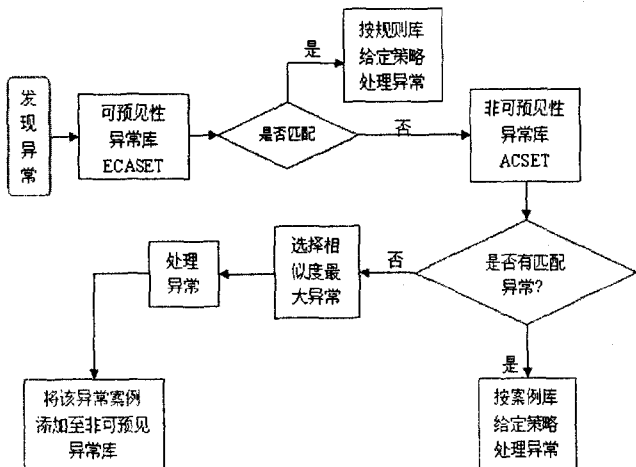 发
现
异
常
可预见性
异常库
ECASET
是否匹配
是
按规则库
给定策略
处理异常
否
非可预见性
异常库
ACSET
是否有匹配
异常?
否
选择相
似度最
大异常
处理
异常
将该异常案例
添加至非可预见
异常库
是
按案例库
给定策略
处理异常